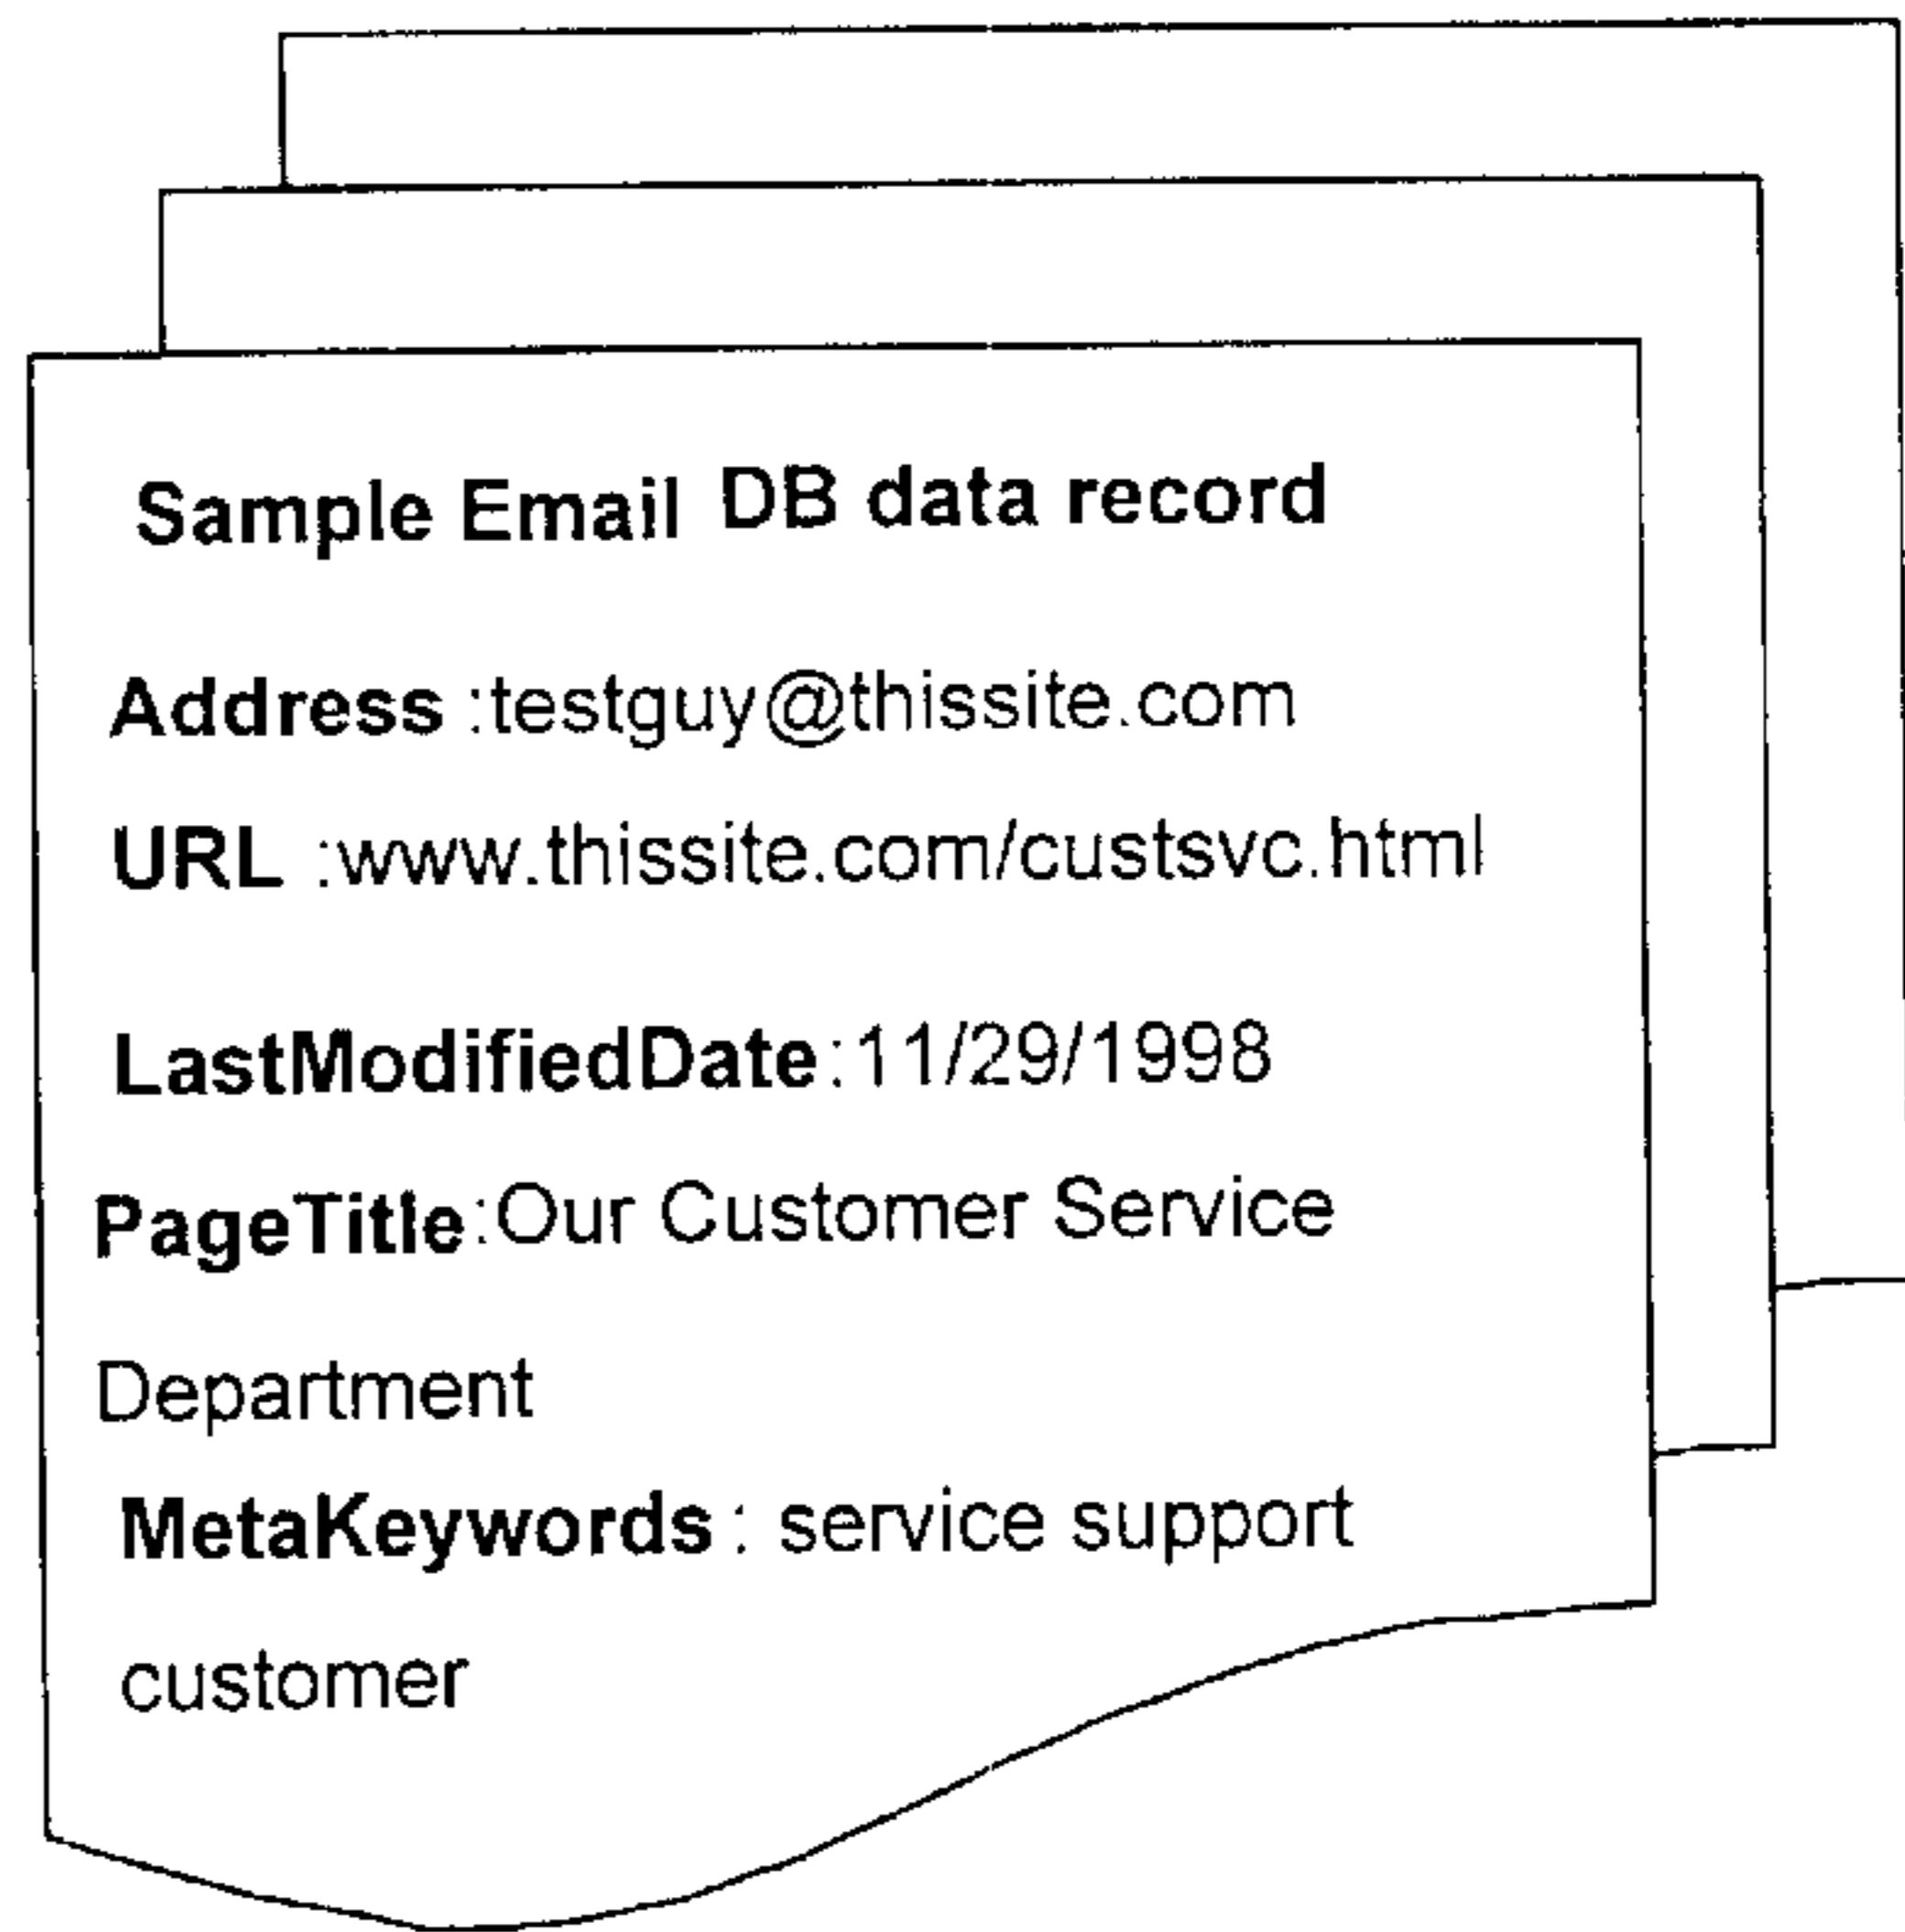 Sample Email DB data record
Address :testguy@thissite.com
URL :www.thissite.com/custsvc.html
LastModifiedDate:11/29/1998
PageTitle:Our Customer Service
Department
MetaKeywords : service support
customer